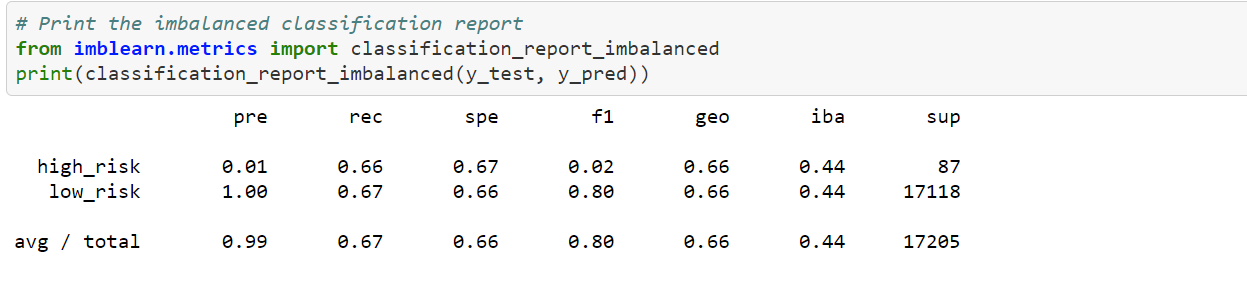 # Print the imbalanced classification report
from imblearn.metrics import classification_report_imbalanced
print(classification_report_imbalanced(y_test, y_pred))
pre rec spe f1 geo iba sup
high_risk 0.01 0.66 0.67 0.02 0.66 0.44 87
low_risk 1.00 0.67 0.66 0.80 0.66 0.44 17118
avg / total 0.99 0.67 0.66 0.80 0.66 0.44 17205